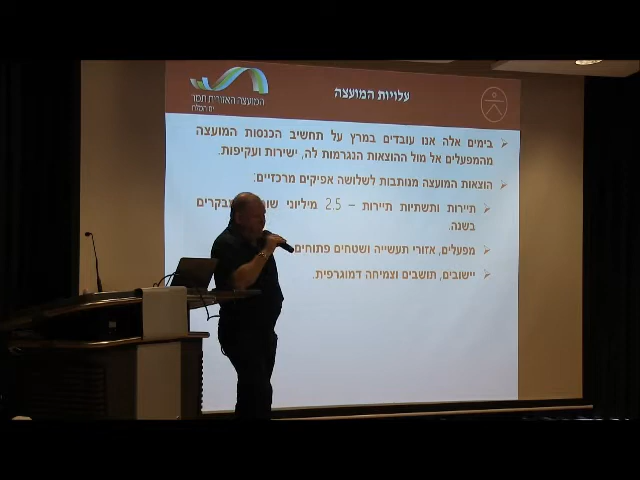 עלויות המועצה
המועצה האזורית תמר
ים המלח
בימים אלה אנו עובדים במרץ על תחשיב הכנסות המועצה
מהמפעלים אל מול ההוצאות הנגרמות לה, ישירות ועקיפות.
הוצאות המועצה מנותבות לשלושה אפיקים מרכזיים:
תיירות ותשתיות תיירות – 2.5 מיליוני
בשנה.
מפעלים, אזורי תעשייה ושטחים פתוחים
יישובים, תושבים וצמיחה דמוגרפית.